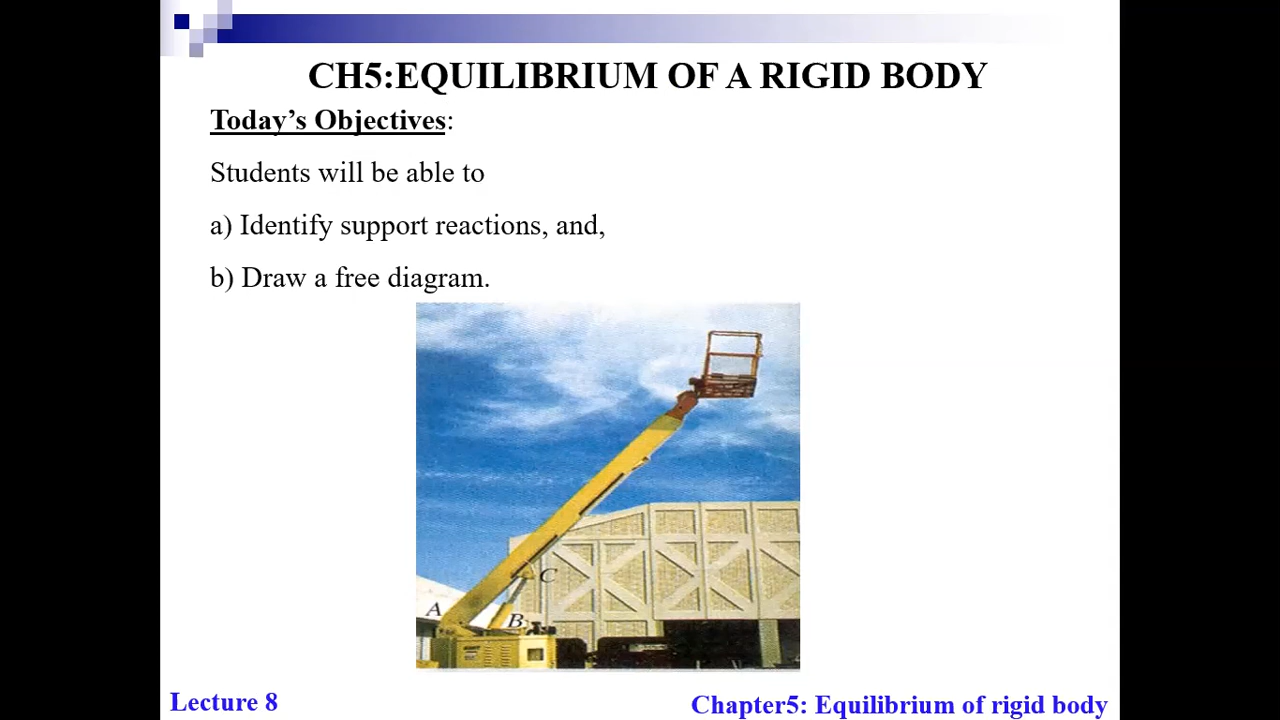 CH5:EQUILIBRIUM OF A RIGID BODY
Today's Objectives:
Students will be able to
a) Identify support reactions, and,
b) Draw a free diagram.
C
A
B
Lecture 8
Chapter5: Equilibrium of rigid body